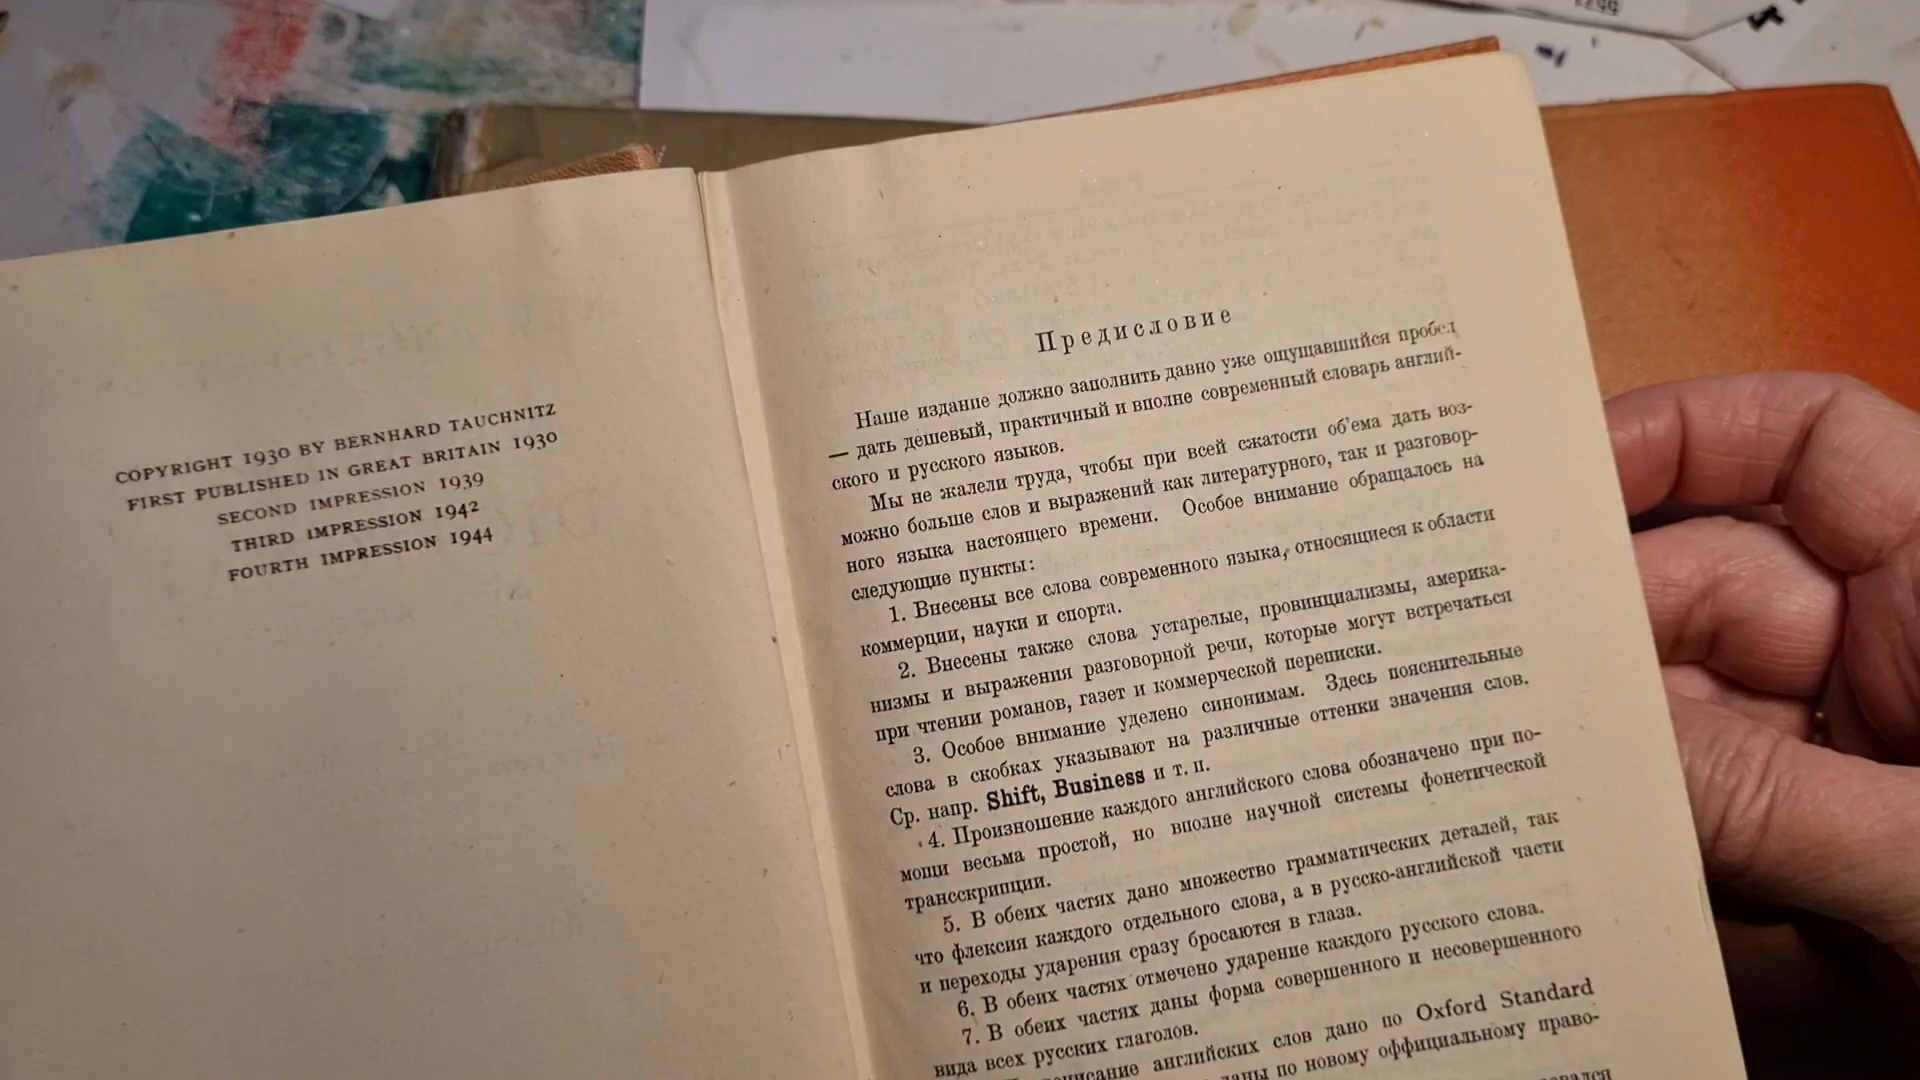 COPYRIGHT 1930 BY BERNHARD TAUCHNITZ
FIRST PUBLISHED IN GREAT BRITAIN 1930
SECOND IMPRESSION 1939
THIRD IMPRESSION 1942
FOURTH IMPRESSION 1944
Предисловие
Наше издание должно заполнить давно уже ощущавшийся пробел
— дать дешевый, практичный и вполне современный словарь англий-
ского и русского языков.
Мы не жалели труда, чтобы при всей сжатости об'ема дать воз-
можно больше слов и выражений как литературного, так и разговор-
ного языка настоящего времени. Особое внимание обращалось на
следующие пункты:
1. Внесены все слова современного языка, относящиеся к области
коммерции, науки и спорта.
2. Внесены также слова устарелые, провинциализмы, америка-
низмы и выражения разговорной речи, которые могут встречаться
при чтении романов, газет и коммерческой переписки.
3. Особое внимание уделено синонимам. Здесь пояснительные
слова в скобках указывают на различные оттенки значения слов.
Ср. напр. Shift, Business и т. п.
4. Произношение каждого английского слова обозначено при по-
мощи весьма простой, но вполне научной системы фонетической
трансскрипции.
5. В обеих частях дано множество грамматических деталей, так
что флексия каждого отдельного слова, а в русско-английской части
и переходы ударения сразу бросаются в глаза.
6. В обеих частях отмечено ударение каждого русского слова.
7. В обеих частях даны форма совершенного и несовершенного
вида всех русских глаголов.
английских слов дано по Oxford Standard
по новому оффициальному право-